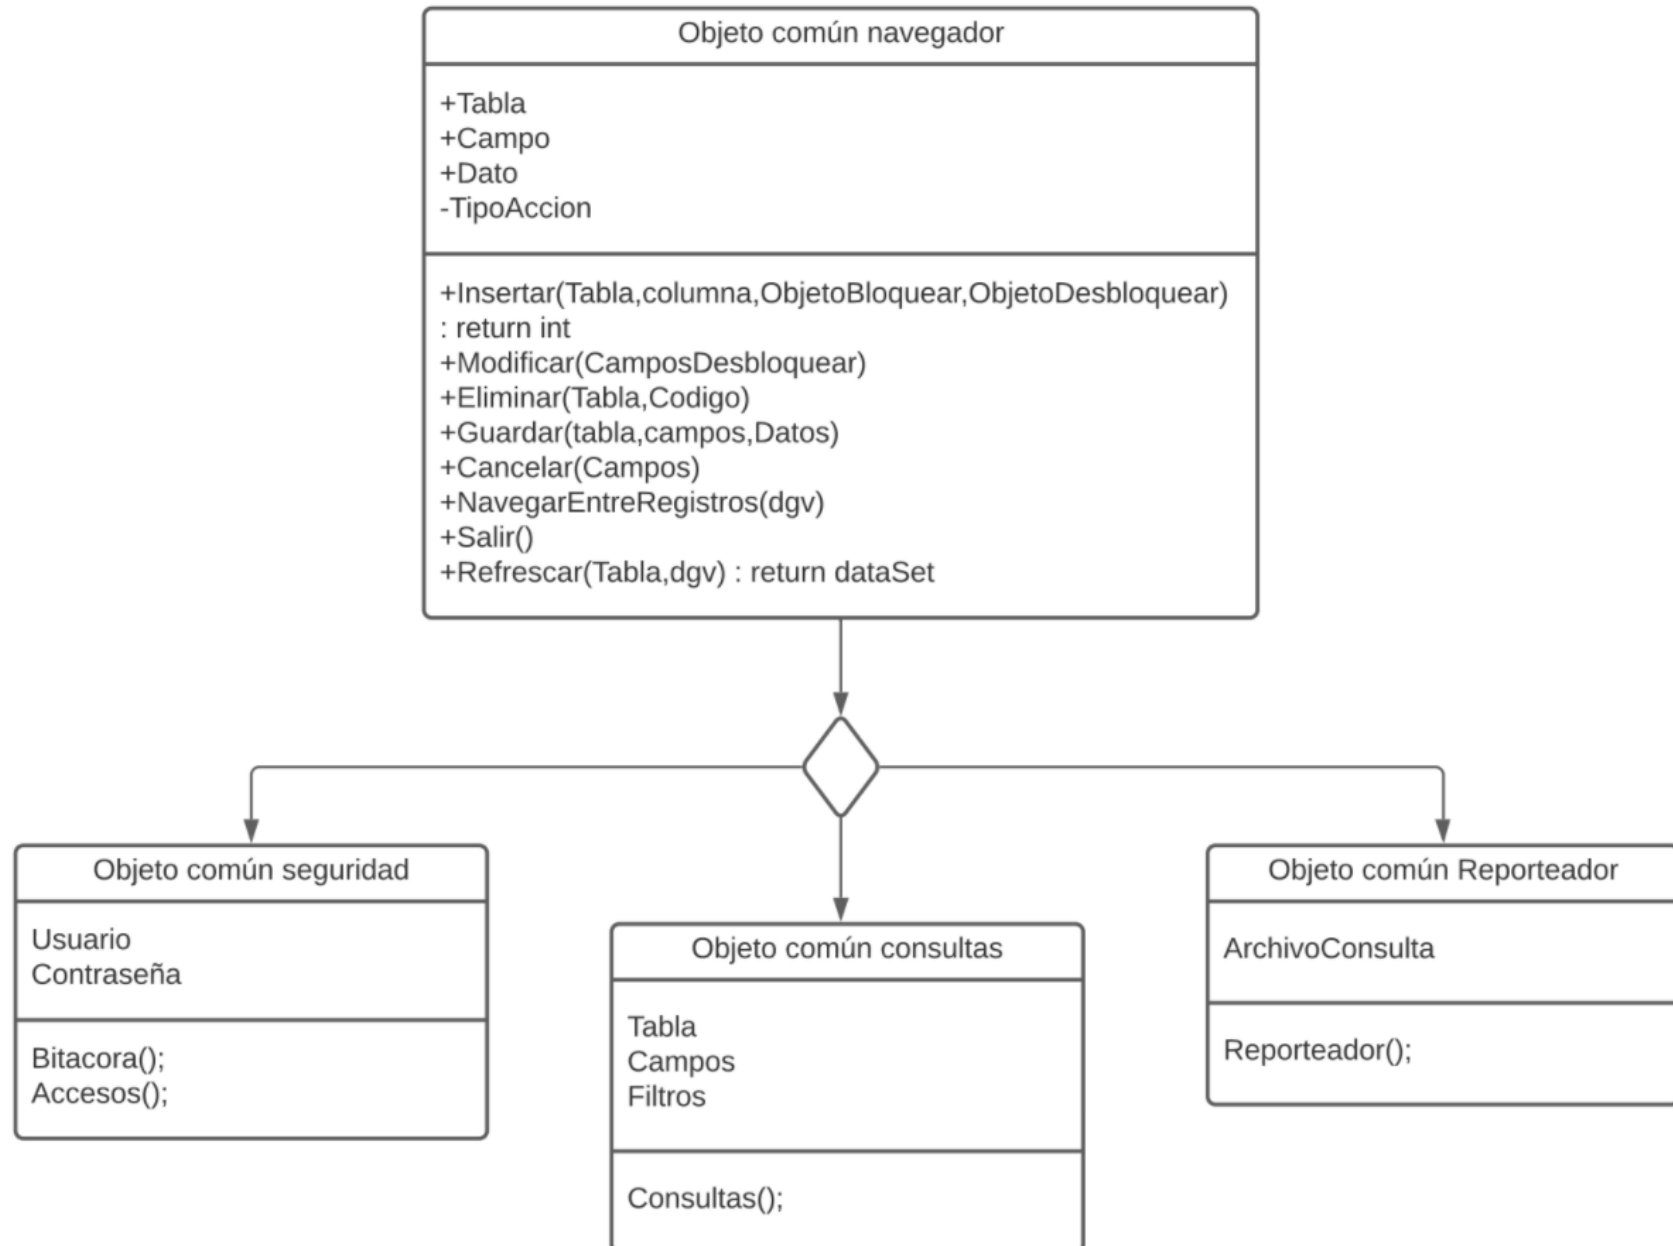 Objeto común navegador
+Tabla
+Campo
+Dato
-TipoAccion
+Insertar(Tabla,columna,ObjetoBloquear,ObjetoDesbloquear)
: return int
+Modificar(CamposDesbloquear)
+Eliminar(Tabla,Codigo)
+Guardar(tabla,campos,Datos)
+Cancelar(Campos)
+NavegarEntreRegistros(dgv)
+Salir()
+Refrescar(Tabla,dgv) : return dataSet
Objeto común seguridad
Usuario
Contraseña
Bitacora();
Accesos();
Objeto común consultas
Tabla
Campos
Filtros
Consultas();
Objeto común Reporteador
ArchivoConsulta
Reporteador();